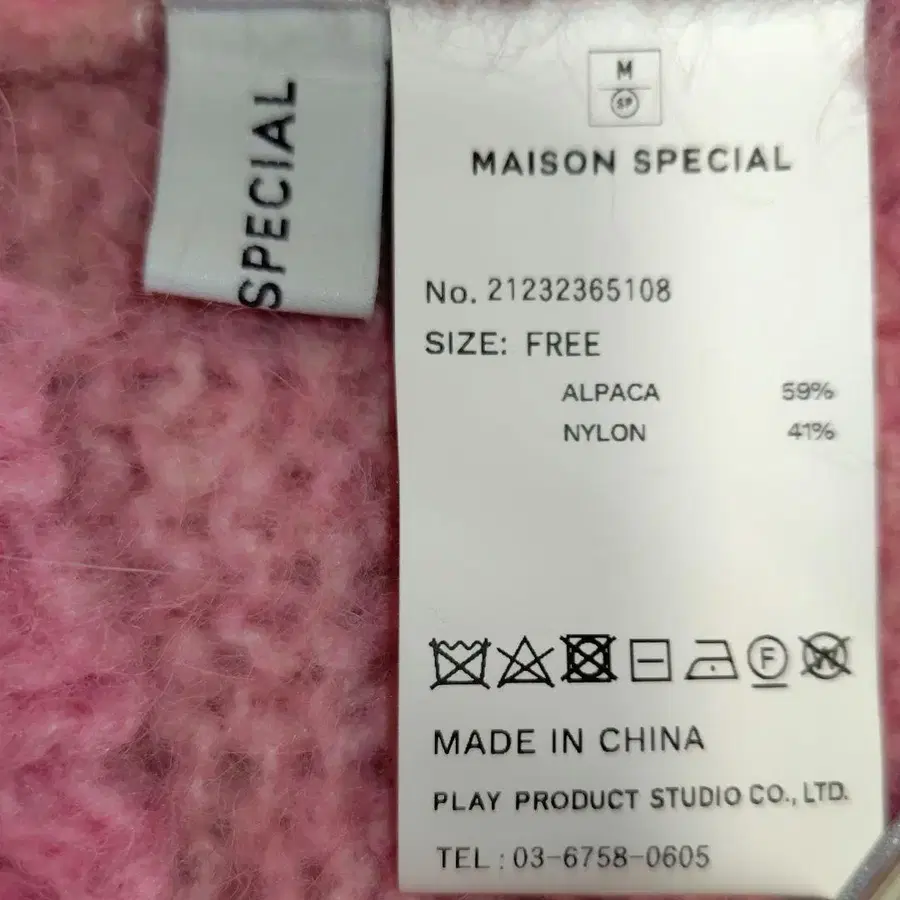 SPECIAL
M
SP
MAISON SPECIAL
No. 21232365108
SIZE: FREE
ALPACA 59%
NYLON 41%
F
W
MADE IN CHINA
PLAY PRODUCT STUDIO CO., LTD.
TEL : 03-6758-0605